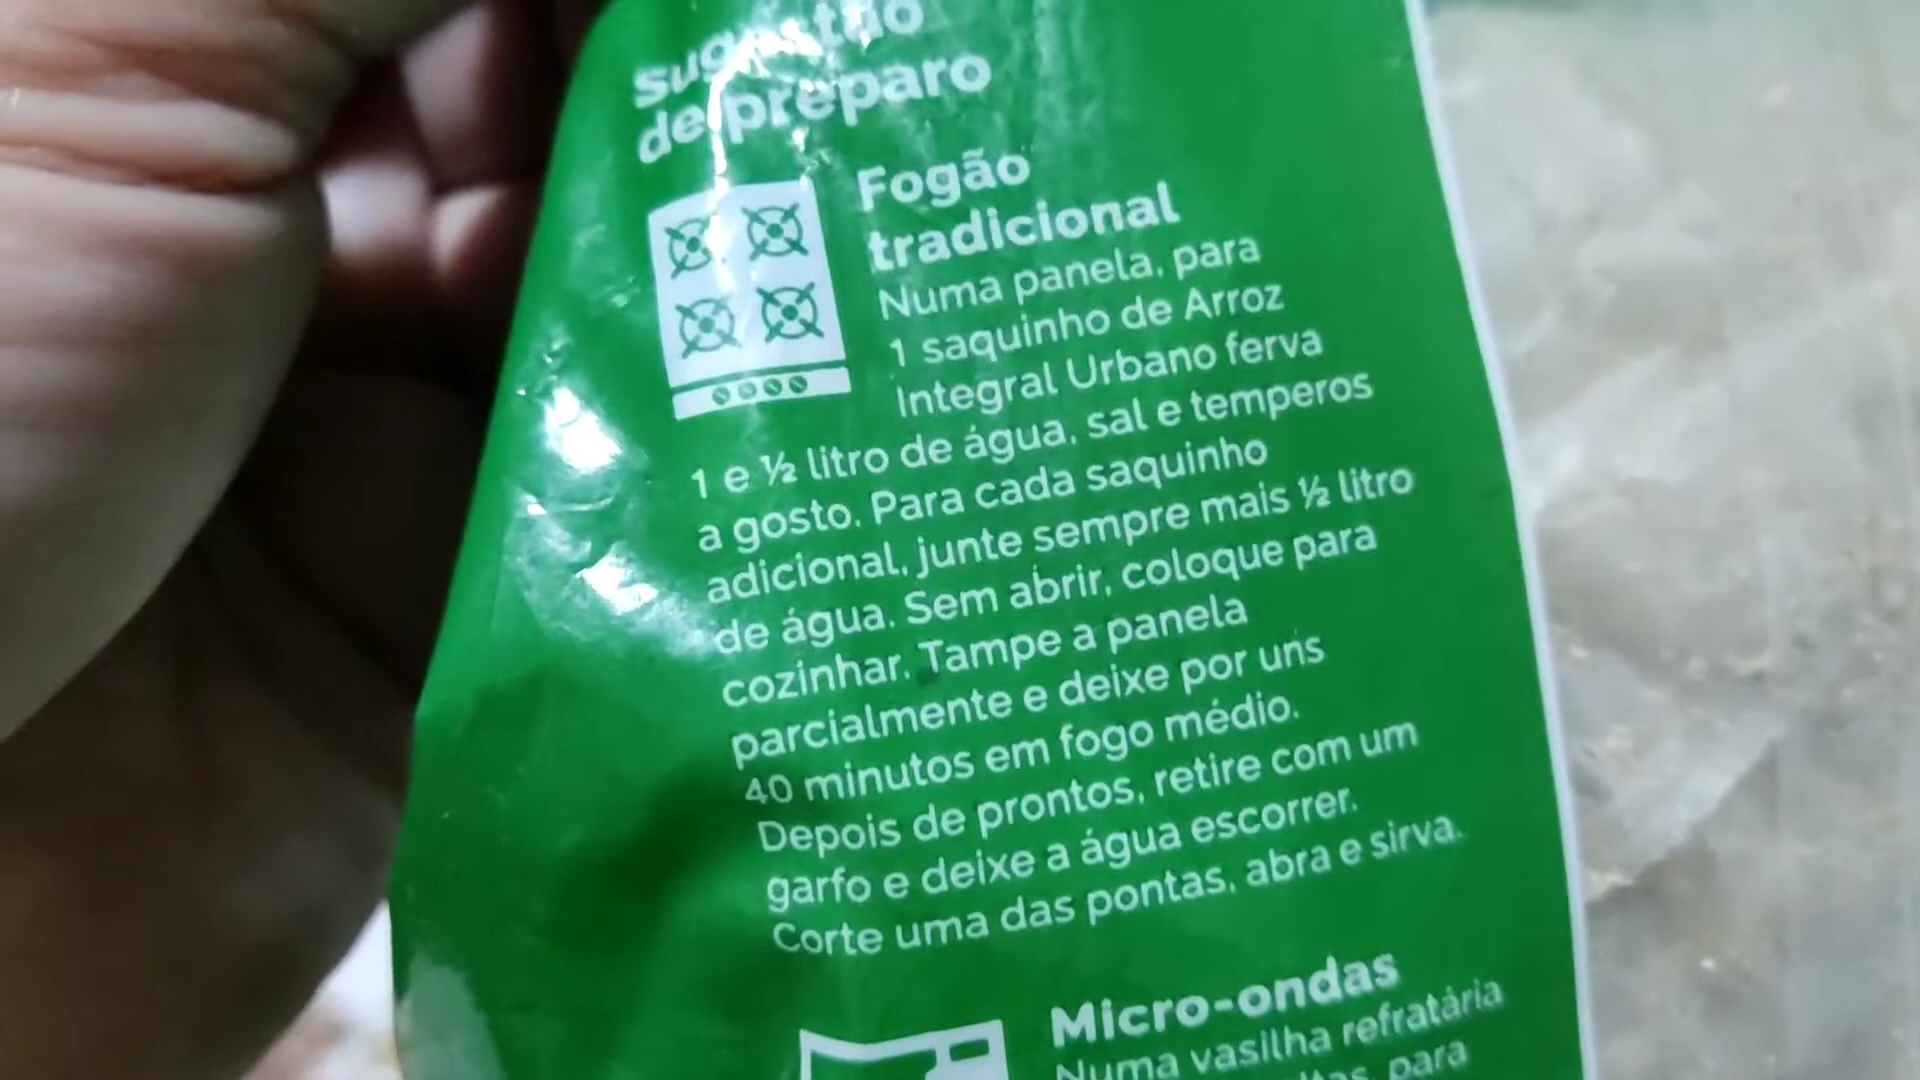 Sugestão
de preparo
Fogão
tradicional
Numa panela, para
1 saquinho de Arroz
Integral Urbano ferva
1 e ½ litro de água, sal e temperos
a gosto. Para cada saquinho
adicional, junte sempre mais ½ litro
de água. Sem abrir, coloque para
cozinhar. Tampe a panela
parcialmente e deixe por uns
40 minutos em fogo médio.
Depois de prontos, retire com um
garfo e deixe a água escorrer.
Corte uma das pontas, abra e sirva.
Micro-ondas
Numa vasilha refratária
para